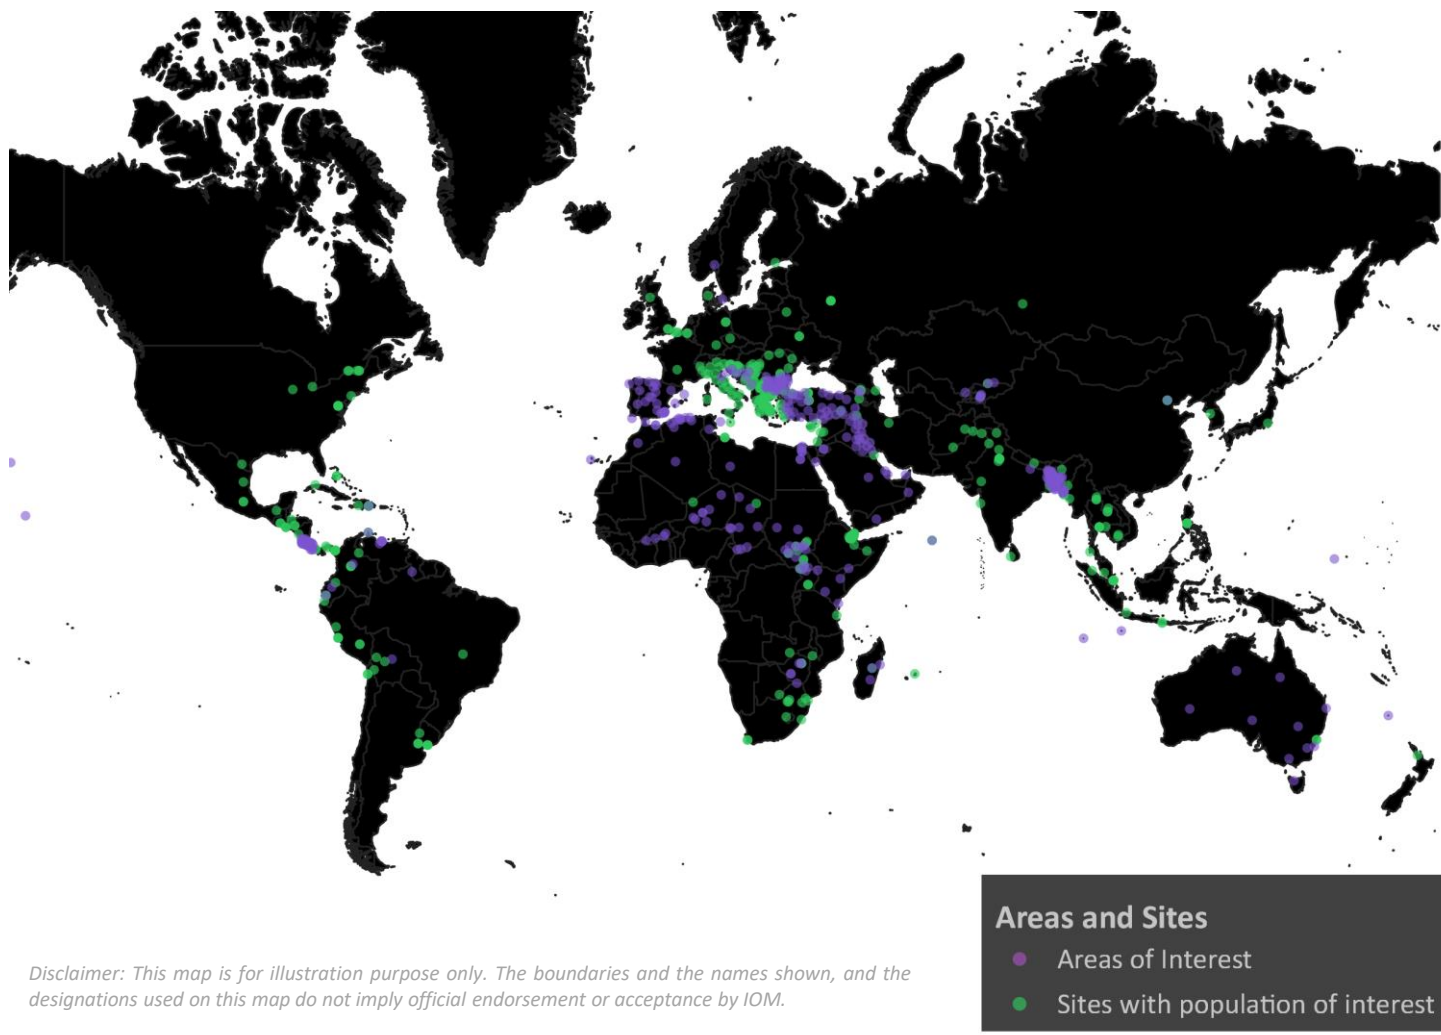 Areas and Sites
Areas of Interest
Sites with population of interest
Disclaimer: This map is for illustration purpose only. The boundaries and the names shown, and the
designations used on this map do not imply official endorsement or acceptance by IOM.